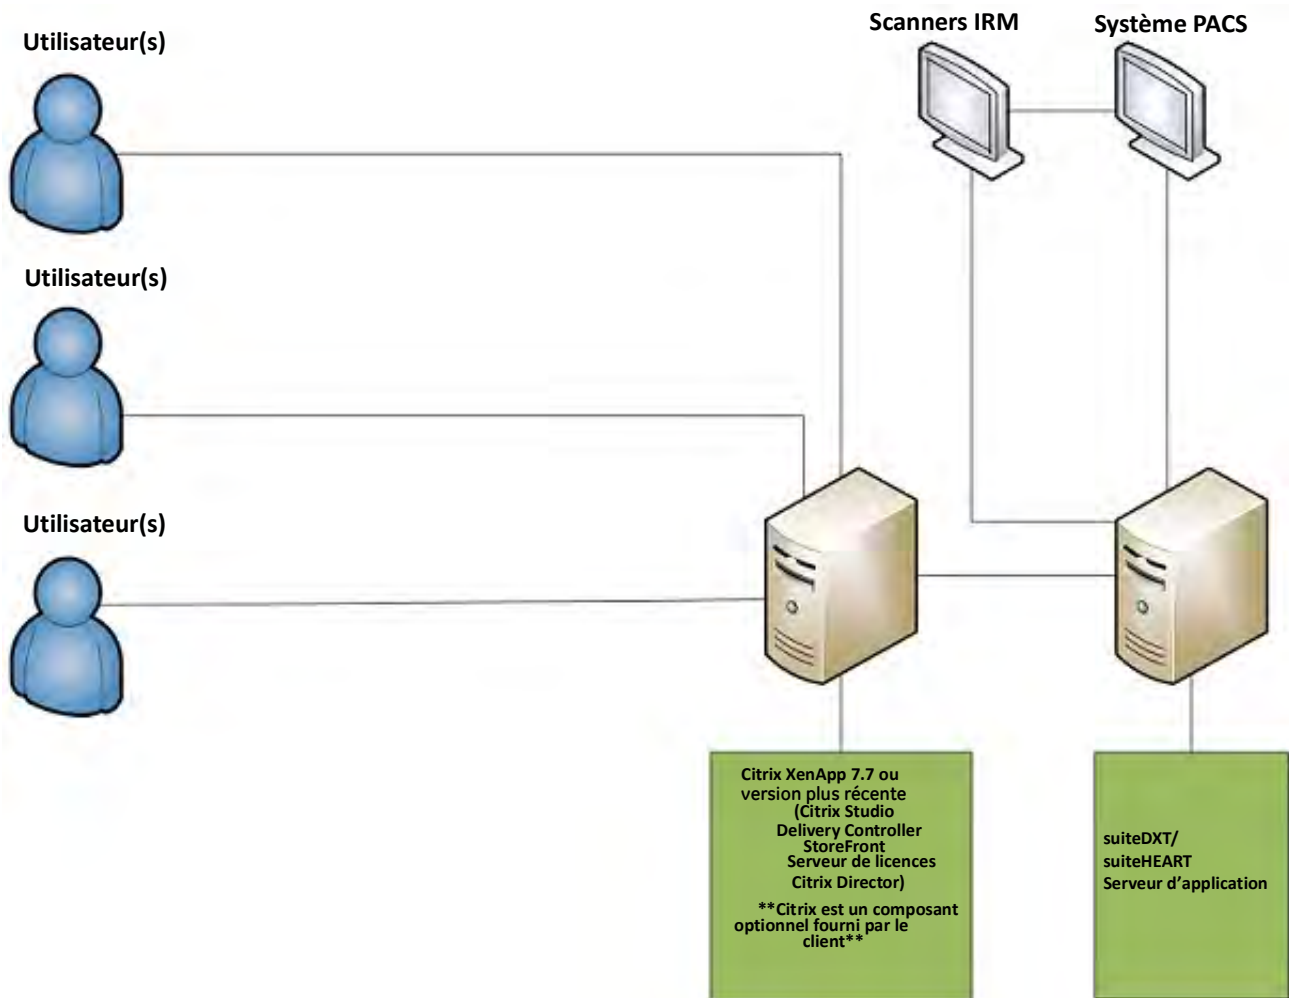 Scanners IRM
Système PACS
Utilisateur(s)
Utilisateur(s)
Utilisateur(s)
Citrix XenApp 7.7 ou
version plus récente
(Citrix Studio
Delivery Controller
StoreFront
Serveur de licences
Citrix Director)
**Citrix est un composant
optionnel fourni par le
client**
suiteDXT/
suiteHEART
Serveur d’application